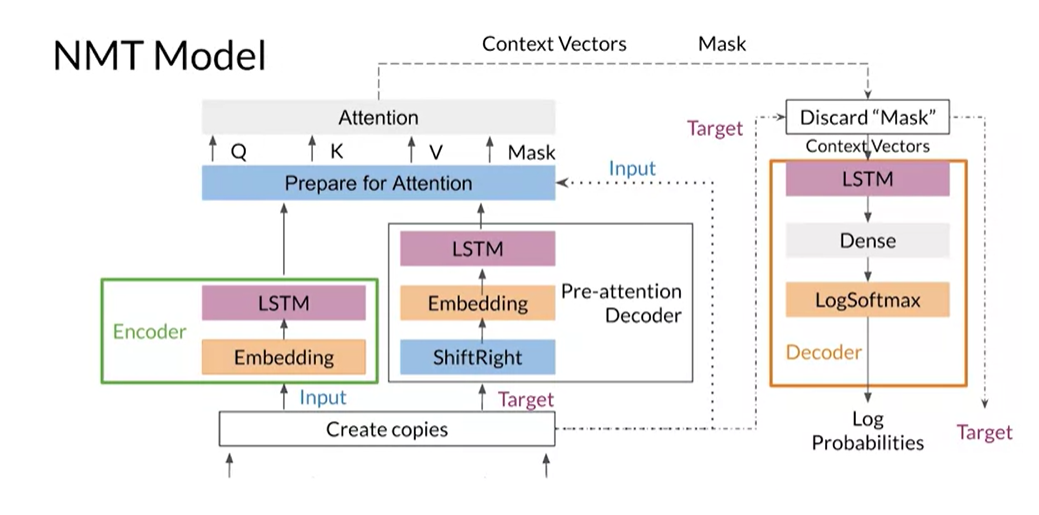 NMT Model
Context Vectors
Mask
Attention
Q
K
V
Mask
Prepare for Attention
Input
Target
Discard “Mask”
Context Vectors
LSTM
Dense
LogSoftmax
Decoder
Log
Probabilities
Target
LSTM
Embedding
ShiftRight
Pre-attention
Decoder
Encoder
LSTM
Embedding
Input
Target
Create copies